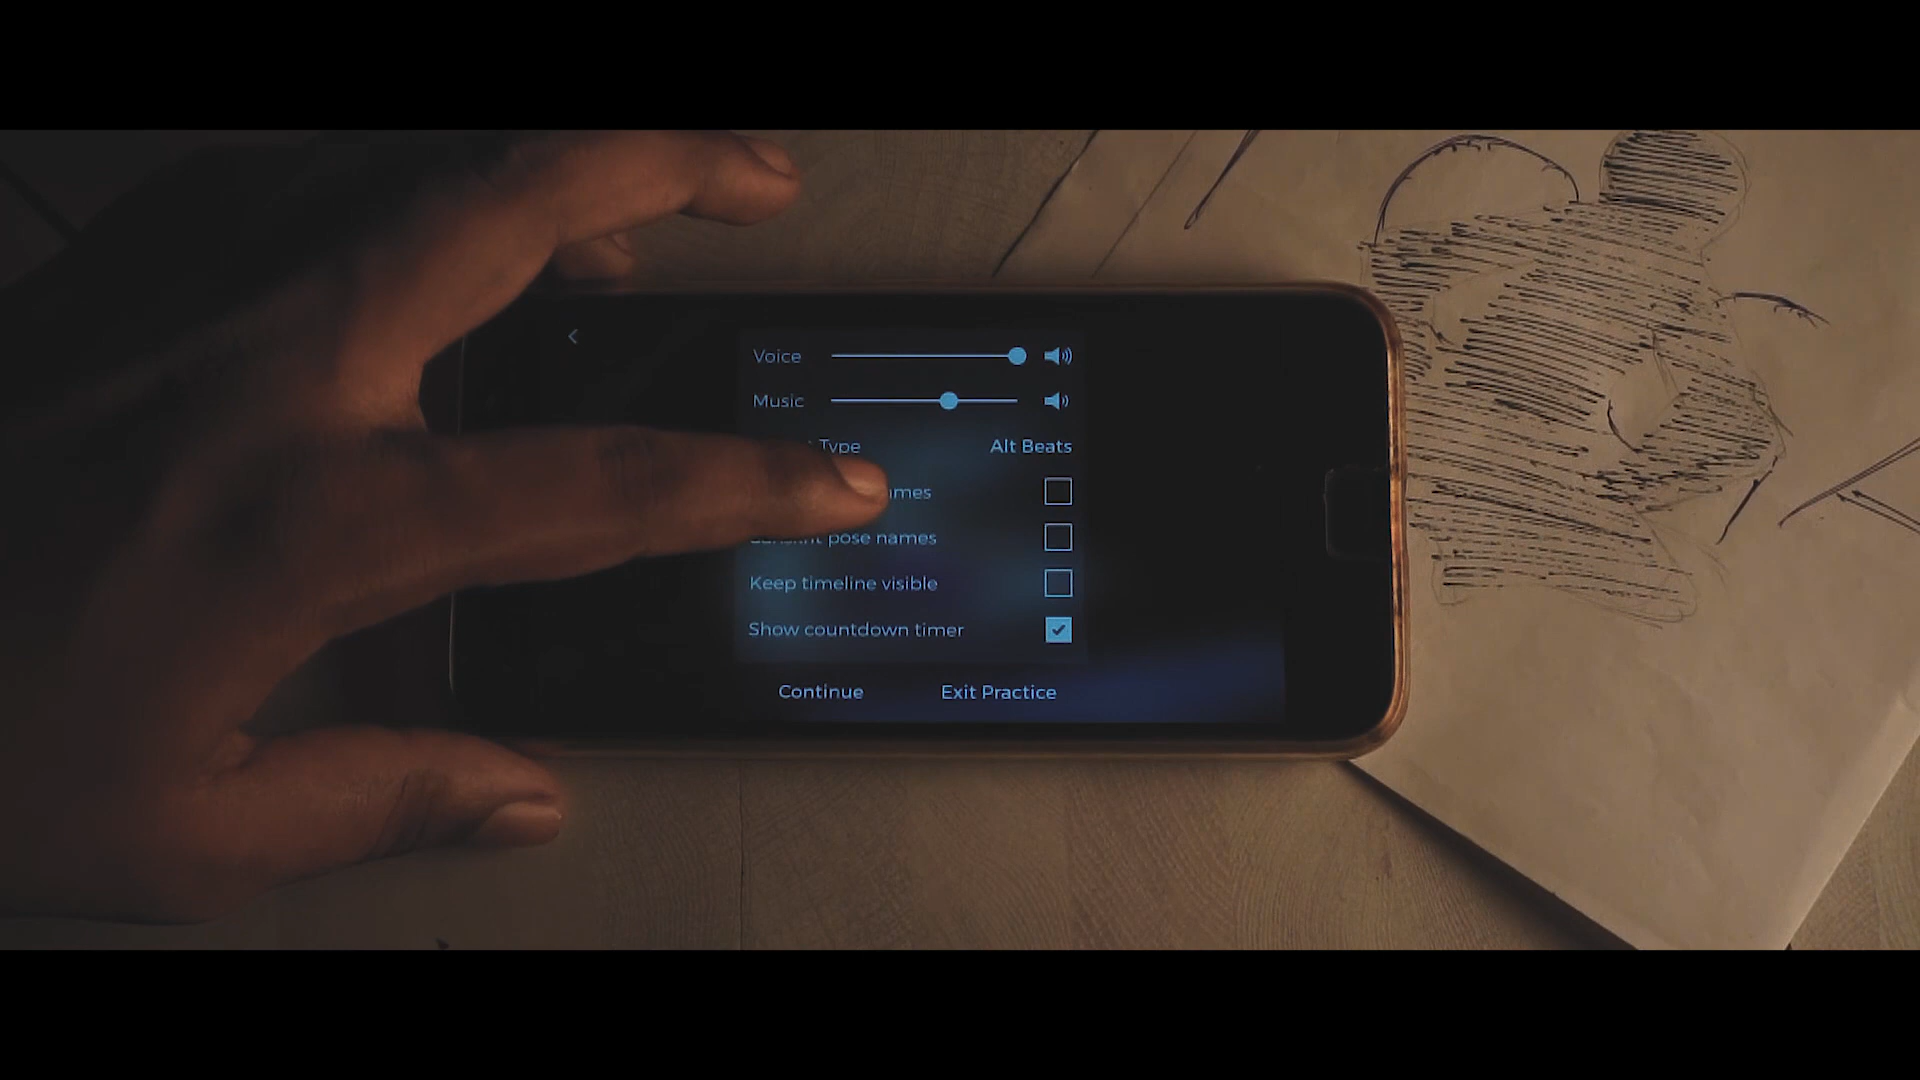 Voice
Music
Type Alt Beats
pose names
Keep timeline visible
Show countdown timer
Continue Exit Practice